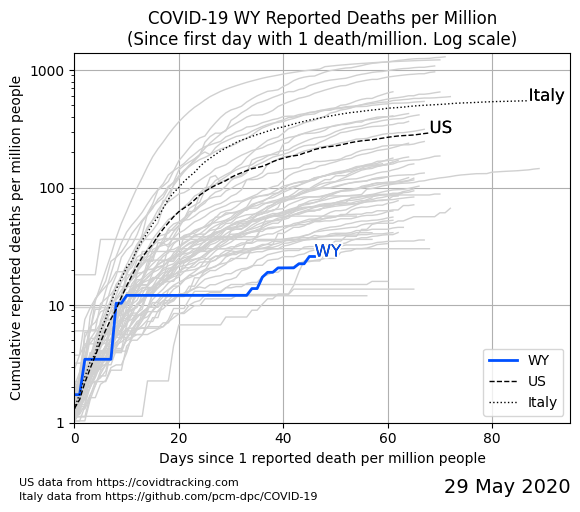 COVID-19 WY Reported Deaths per Million
(Since first day with 1 death/million. Log scale)
Cumulative reported deaths per million people
1000
100
10
1
Italy
US
WY
WY
US
Italy
0 20 40 60 80
Days since 1 reported death per million people
US data from https://covidtracking.com
Italy data from https://github.com/pcm-dpc/COVID-19
29 May 2020